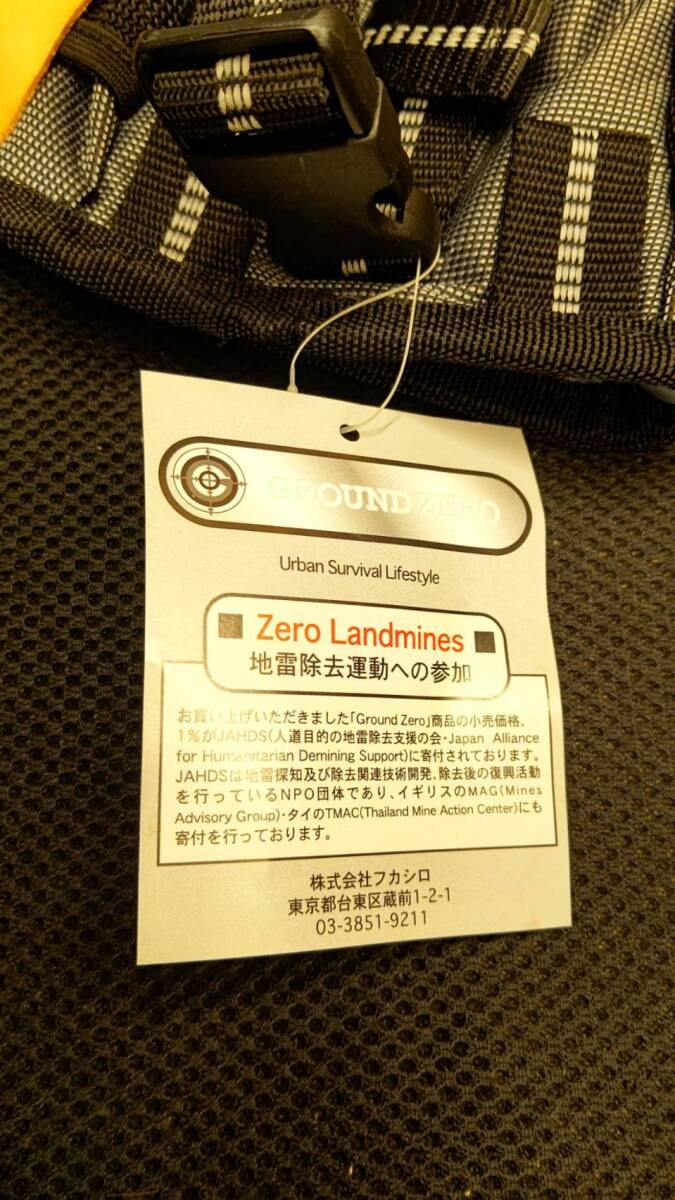 GROUND ZERO
Urban Survival Lifestyle
■ Zero Landmines ■
地雷除去運動への参加
お買い上げいただきました「Ground Zero」商品の小売価格、
1%がJAHDS(人道目的の地雷除去支援の会・Japan Alliance
for Humanitarian Demining Support)に寄付されております。
JAHDSは地雷探知及び除去関連技術開発、除去後の復興活動
を行っているNPO団体であり、イギリスのMAG(Mines
Advisory Group)・タイのTMAC(Thailand Mine Action Center)にも
寄付を行っております。
株式会社フカシロ
東京都台東区蔵前1-2-1
03-3851-9211